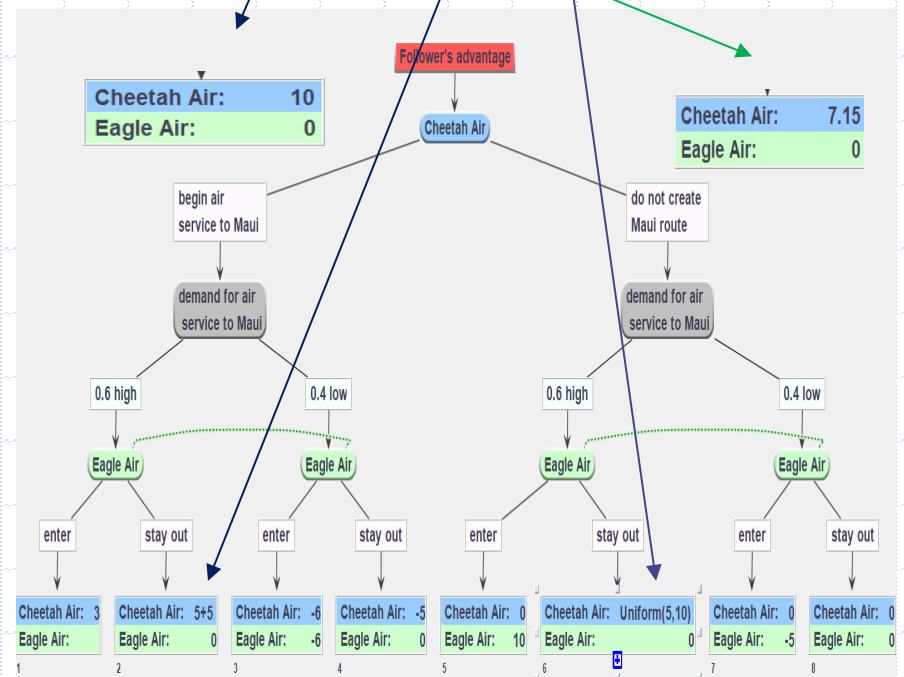 Follower's advantage
Cheetah Air: 10
Eagle Air: 0
Cheetah Air: 7.15
Eagle Air: 0
Cheetah Air
begin air
service to Maui
do not create
Maui route
demand for air
service to Maui
demand for air
service to Maui
0.6 high
0.4 low
0.6 high
0.4 low
Eagle Air
Eagle Air
Eagle Air
Eagle Air
enter
stay out
enter
stay out
enter
stay out
enter
stay out
Cheetah Air: 3
Eagle Air:
1
Cheetah Air: 5+5
Eagle Air: 0
2
Cheetah Air: -6
Eagle Air: -6
3
Cheetah Air: -5
Eagle Air: 0
4
Cheetah Air: 0
Eagle Air: 10
5
Cheetah Air: Uniform(5,10)
Eagle Air: 0
6
Cheetah Air: 0
Eagle Air: -5
7
Cheetah Air: 0
Eagle Air: 0
8